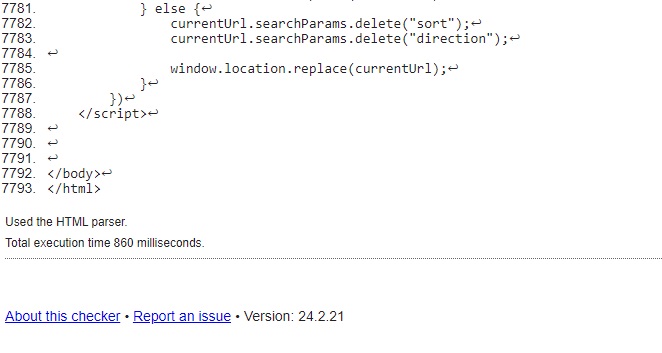 7781.             } else {↩
7782.                 currentUrl.searchParams.delete("sort");↩
7783.                 currentUrl.searchParams.delete("direction");↩
7784. ↩
7785.                 window.location.replace(currentUrl);↩
7786.             }↩
7787.         })↩
7788.     </script>↩
7789. ↩
7790. ↩
7791. ↩
7792. </body>↩
7793. </html>
Used the HTML parser.
Total execution time 860 milliseconds.
About this checker • Report an issue • Version: 24.2.21